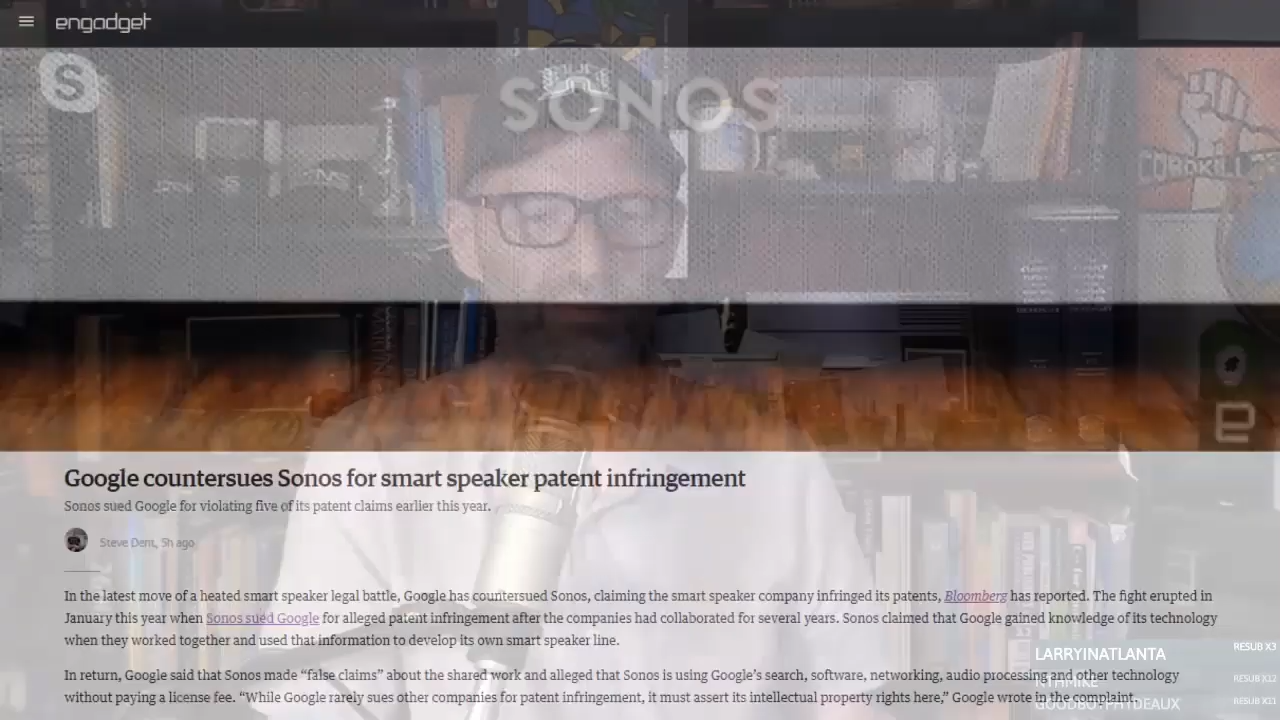 engadget
SONOS
CORDKILL
Google countersues Sonos for smart speaker patent infringement
Sonos sued Google for violating five of its patent claims earlier this year.
Steve Dent, 5h ago
In the latest move of a heated smart speaker legal battle, Google has countersued Sonos, claiming the smart speaker company infringed its patents, Bloomberg has reported. The fight erupted in
January this year when Sonos sued Google for alleged patent infringement after the companies had collaborated for several years. Sonos claimed that Google gained knowledge of its technology
when they worked together and used that information to develop its own smart speaker line.
In return, Google said that Sonos made “false claims” about the shared work and alleged that Sonos is using Google’s search, software, networking, audio processing and other technology
without paying a license fee. “While Google rarely sues other companies for patent infringement, it must assert its intellectual property rights here,” Google wrote in the complaint.
LARRYINATLANTA RESUB X3
RESUB X12
RESUB X11